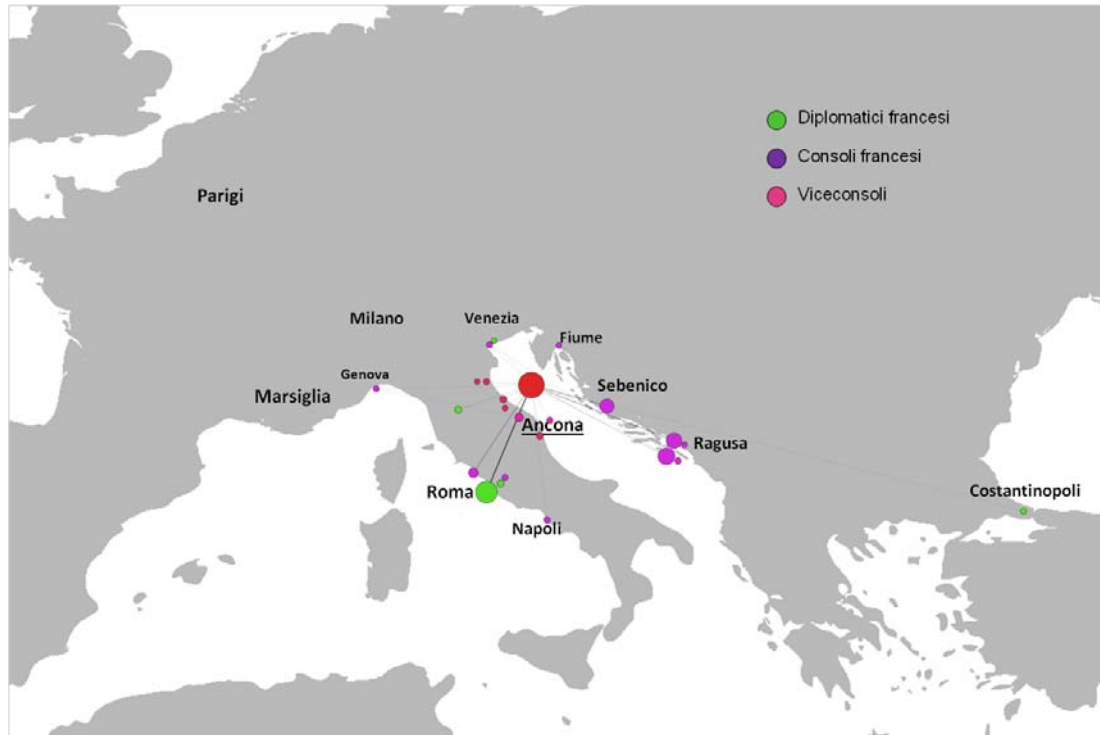 Diplomatici francesi
Consoli francesi
Viceconsoli
Parigi
Milano
Venezia
Fiume
Genova
Marsiglia
Sebenico
Ancona
Ragusa
Roma
Costantinopoli
Napoli